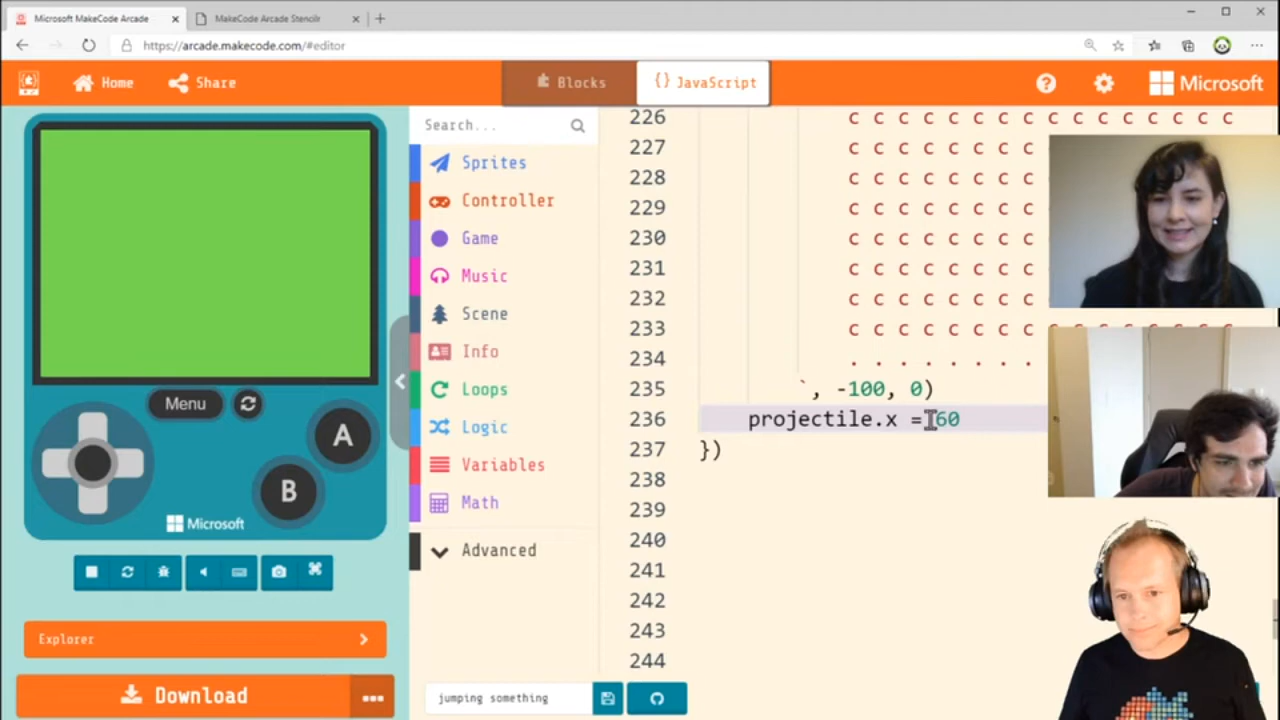 Microsoft MakeCode Arcade
MakeCode Arcade Stencilr
https://arcade.makecode.com/#editor
Home
Share
Blocks
{} JavaScript
Microsoft
Search...
Sprites
Controller
Game
Music
Scene
Info
Loops
Logic
Variables
Math
Advanced
Menu
A
B
Microsoft
Explorer
Download
jumping something
226 c c c c c c c c c c c c c c c c
227 c c c c c c c c
228 c c c c c c c c
229 c c c c c c c c
230 c c c c c c c c
231 c c c c c c c c
232 c c c c c c c c
233 c c c c c c c c
234 . . . . . . . .
235 `, -100, 0)
236 projectile.x = 60
237 })
238
239
240
241
242
243
244